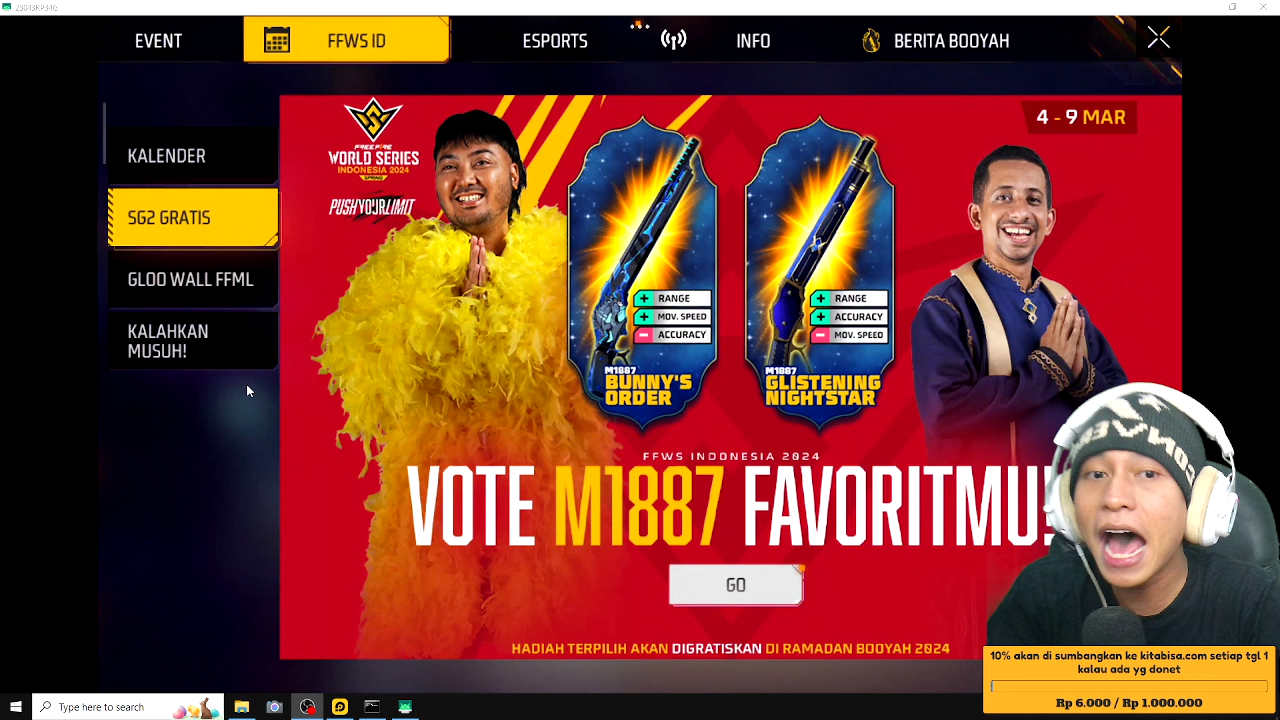 23043RP34G
EVENT
FFWS ID
ESPORTS
INFO
BERITA BOOYAH
KALENDER
SG2 GRATIS
GLOO WALL FFML
KALAHKAN
MUSUH!
FREE FIRE
WORLD SERIES
INDONESIA 2024
SPRING
PUSHYOURLIMIT
4 - 9 MAR
+ RANGE
+ MOV. SPEED
- ACCURACY
M1887
BUNNY'S
ORDER
+ RANGE
+ ACCURACY
- MOV. SPEED
M1887
GLISTENING
NIGHTSTAR
FFWS INDONESIA 2024
VOTE M1887 FAVORITMU!
GO
HADIAH TERPILIH AKAN DIGRATISKAN DI RAMADAN BOOYAH 2024
10% akan di sumbangkan ke kitabisa.com setiap tgl 1
kalau ada yg donet
Rp 6.000 / Rp 1.000.000
Type here to search